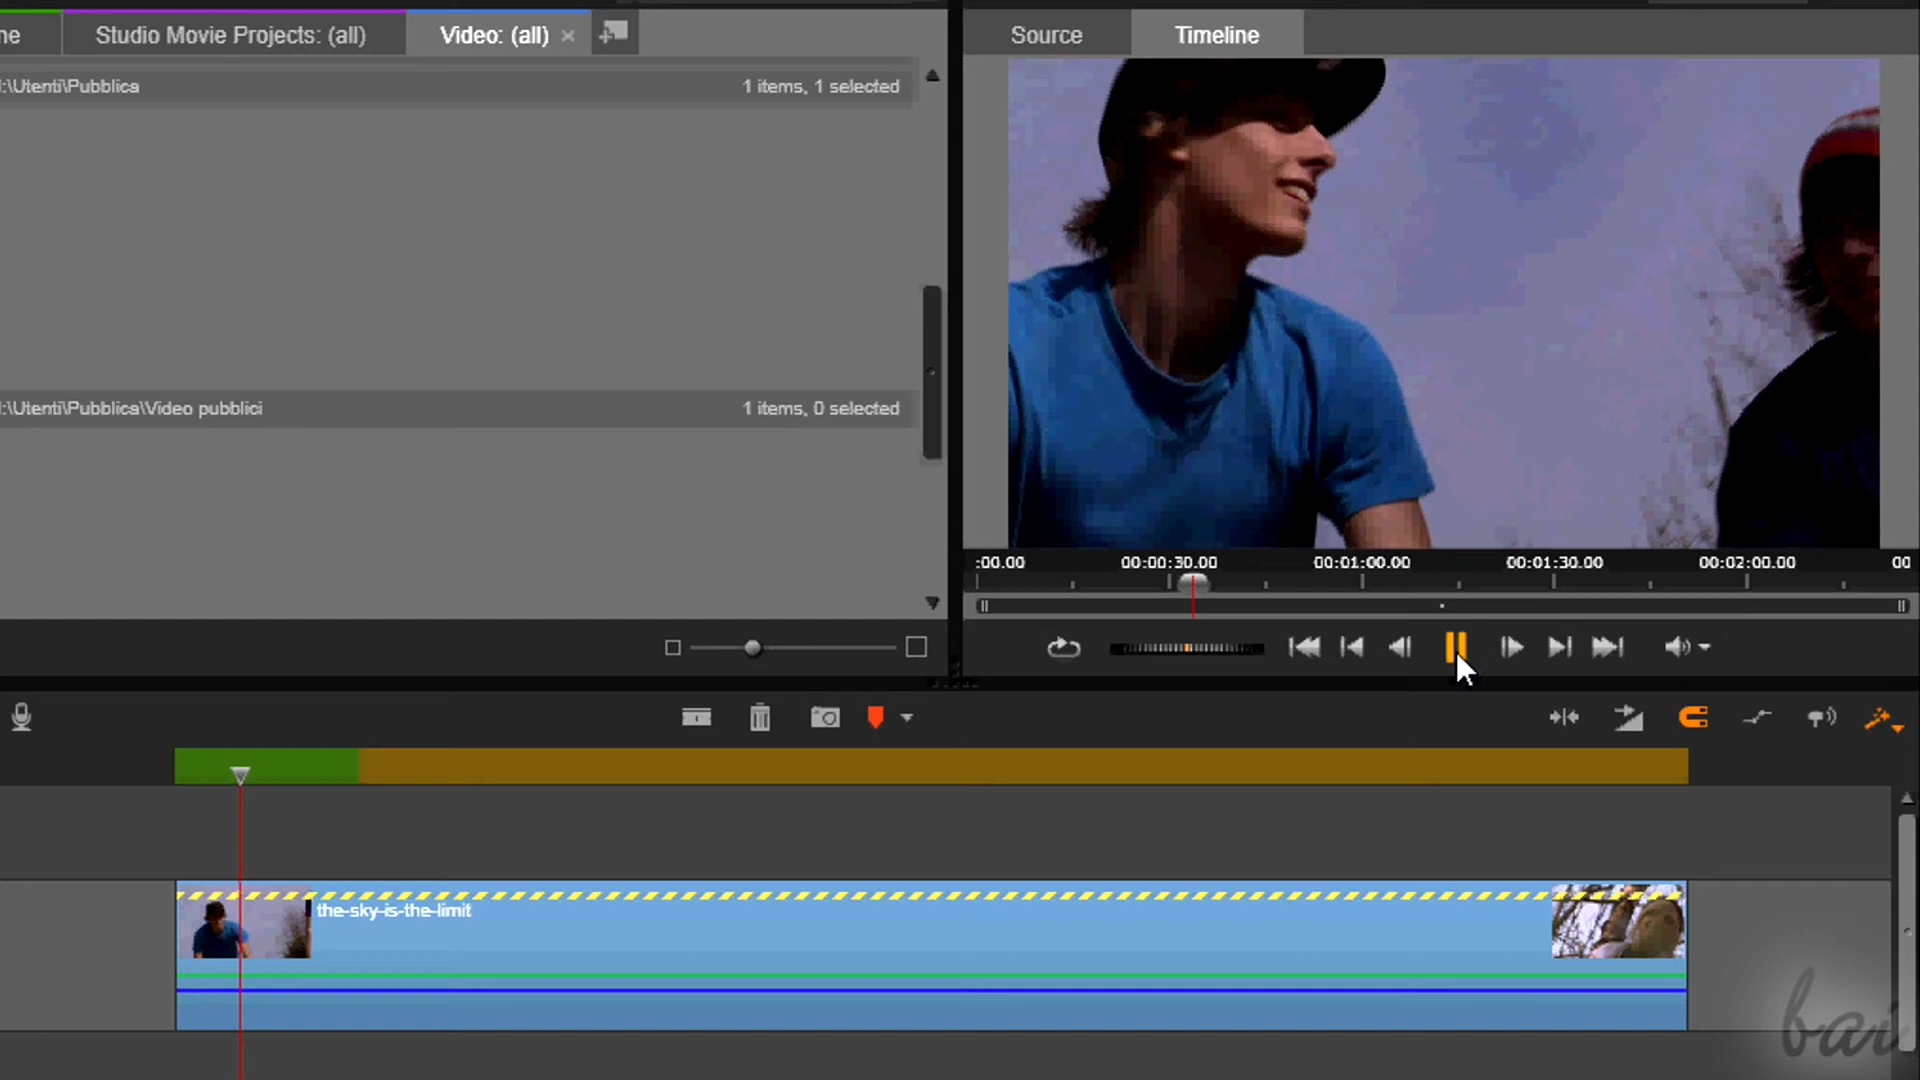 ne
Studio Movie Projects: (all)
Video: (all)
Source
Timeline
:\Utenti\Pubblica
1 items, 1 selected
:\Utenti\Pubblica\Video pubblici
1 items, 0 selected
:00.00
00:00:30.00
00:01:00.00
00:01:30.00
00:02:00.00
00
the-sky-is-the-limit
bai